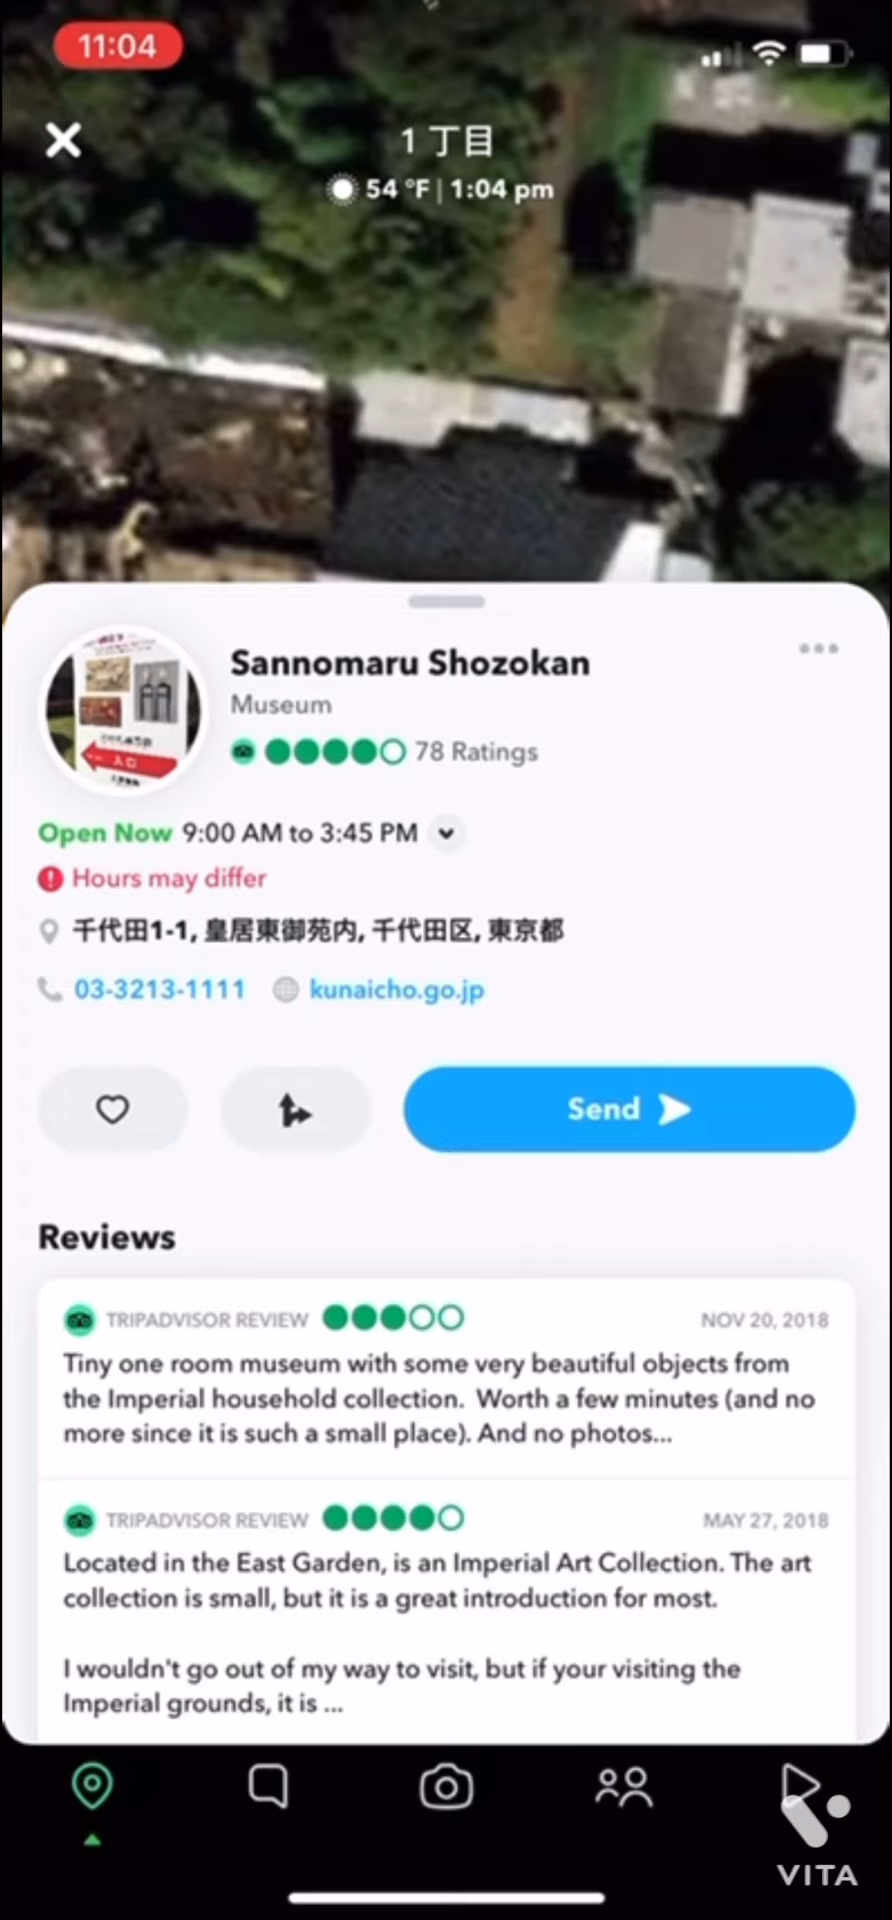 11:04
1 丁目
54 °F | 1:04 pm
Sannomaru Shozokan
Museum
78 Ratings
入口
Open Now 9:00 AM to 3:45 PM
Hours may differ
千代田1-1, 皇居東御苑内, 千代田区, 東京都
03-3213-1111 kunaicho.go.jp
Send
Reviews
TRIPADVISOR REVIEW NOV 20, 2018
Tiny one room museum with some very beautiful objects from
the Imperial household collection. Worth a few minutes (and no
more since it is such a small place). And no photos...
TRIPADVISOR REVIEW MAY 27, 2018
Located in the East Garden, is an Imperial Art Collection. The art
collection is small, but it is a great introduction for most.
I wouldn't go out of my way to visit, but if your visiting the
Imperial grounds, it is ...
VITA